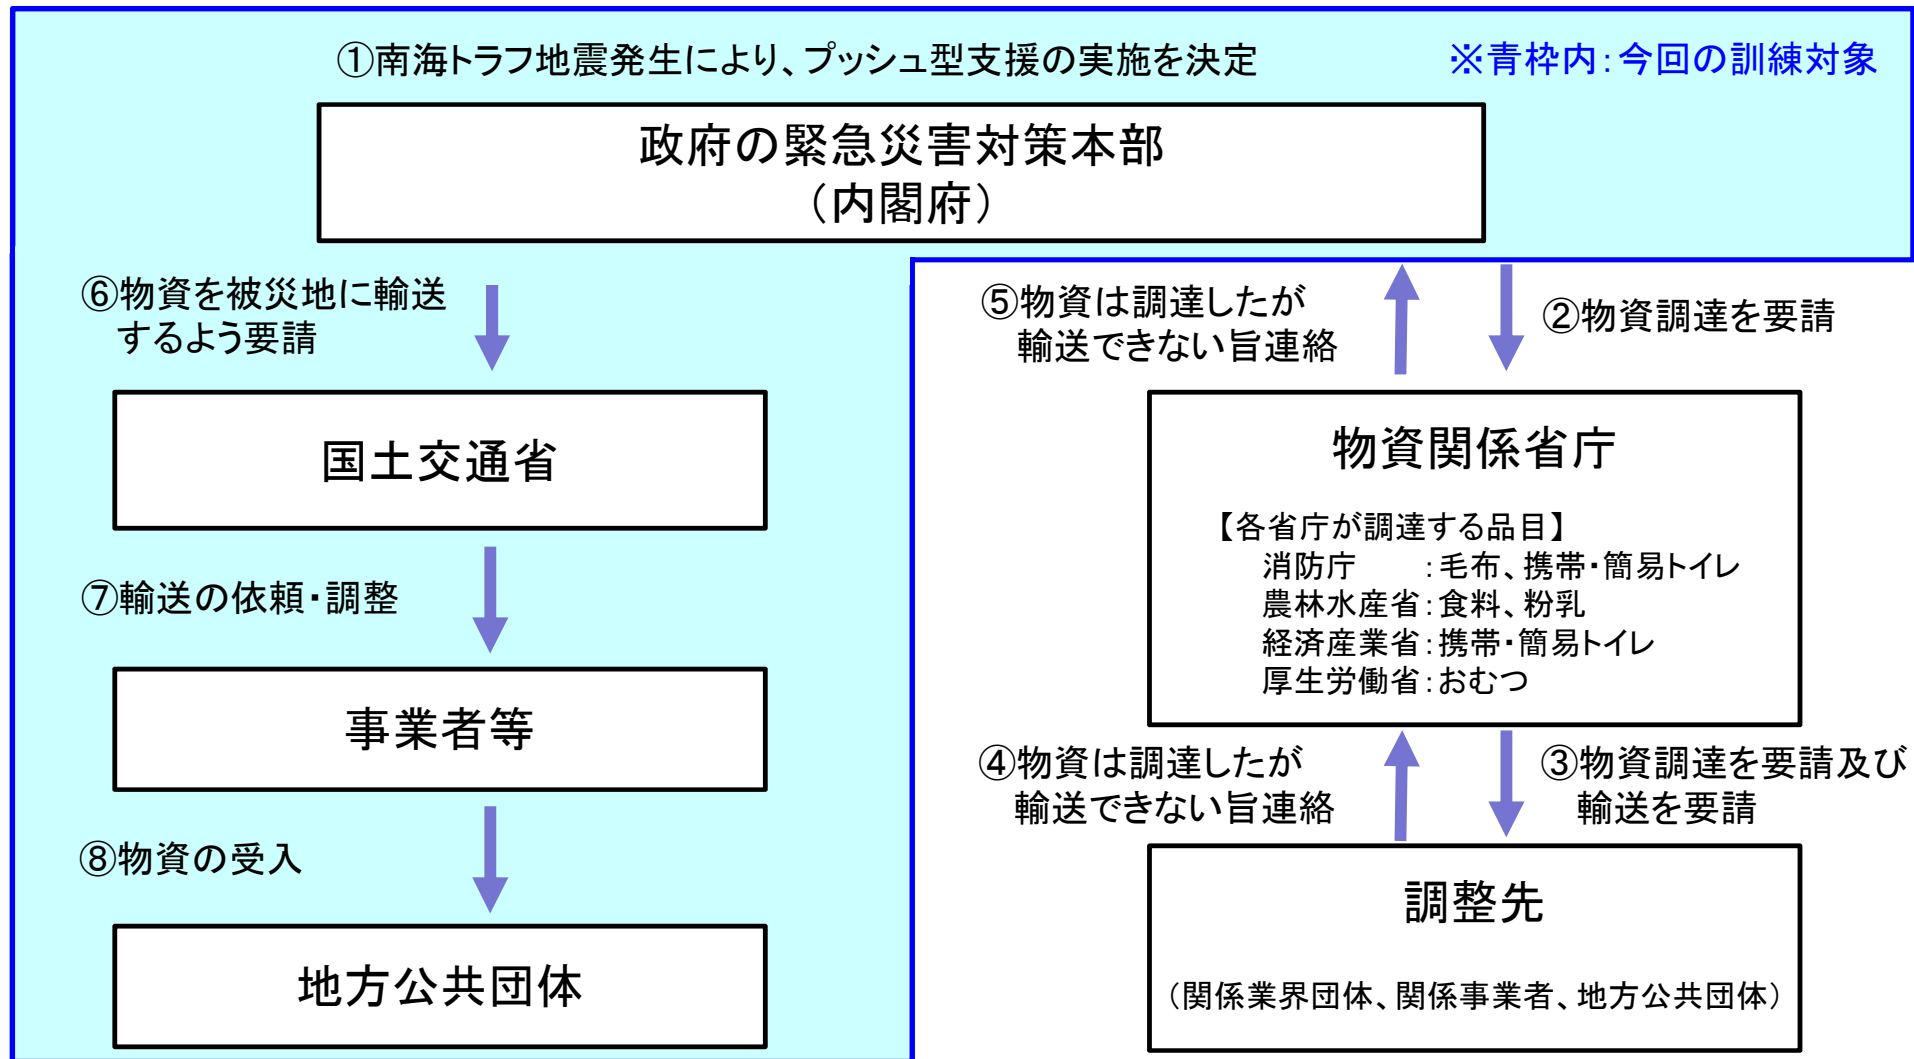 ①南海トラフ地震発生により、プッシュ型支援の実施を決定
※青枠内：今回の訓練対象
政府の緊急災害対策本部
（内閣府）
⑥物資を被災地に輸送
するよう要請
⑤物資は調達したが
輸送できない旨連絡
②物資調達を要請
国土交通省
物資関係省庁
【各省庁が調達する品目】
消防庁　　：毛布、携帯・簡易トイレ
農林水産省：食料、粉乳
経済産業省：携帯・簡易トイレ
厚生労働省：おむつ
⑦輸送の依頼・調整
事業者等
④物資は調達したが
輸送できない旨連絡
③物資調達を要請及び
輸送を要請
⑧物資の受入
地方公共団体
調整先
（関係業界団体、関係事業者、地方公共団体）